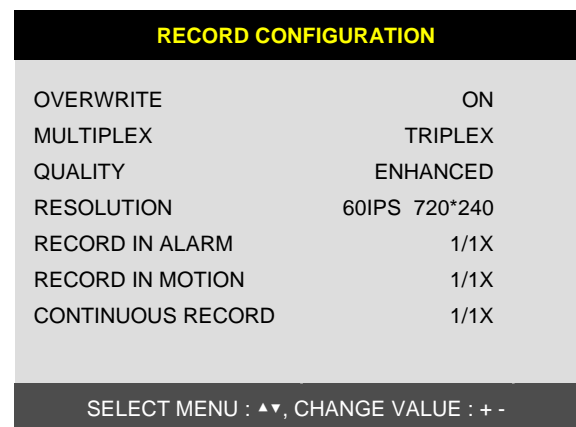 RECORD CONFIGURATION
OVERWRITE ON
MULTIPLEX TRIPLEX
QUALITY ENHANCED
RESOLUTION 60IPS 720*240
RECORD IN ALARM 1/1X
RECORD IN MOTION 1/1X
CONTINUOUS RECORD 1/1X
SELECT MENU : ▲▼, CHANGE VALUE : + -